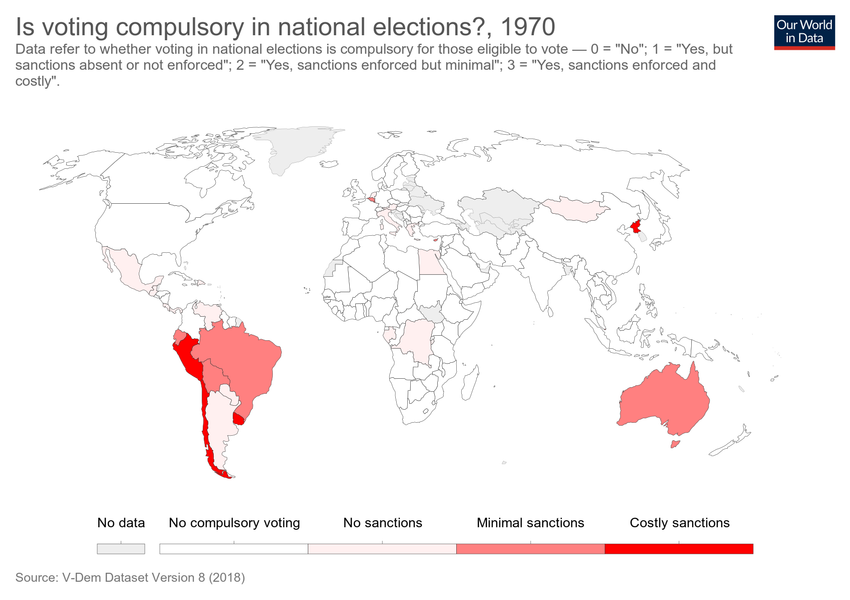 Is voting compulsory in national elections?, 1970
Our World
in Data
Data refer to whether voting in national elections is compulsory for those eligible to vote — 0 = "No"; 1 = "Yes, but
sanctions absent or not enforced"; 2 = "Yes, sanctions enforced but minimal"; 3 = "Yes, sanctions enforced and
costly".
No data
No compulsory voting
No sanctions
Minimal sanctions
Costly sanctions
Source: V-Dem Dataset Version 8 (2018)